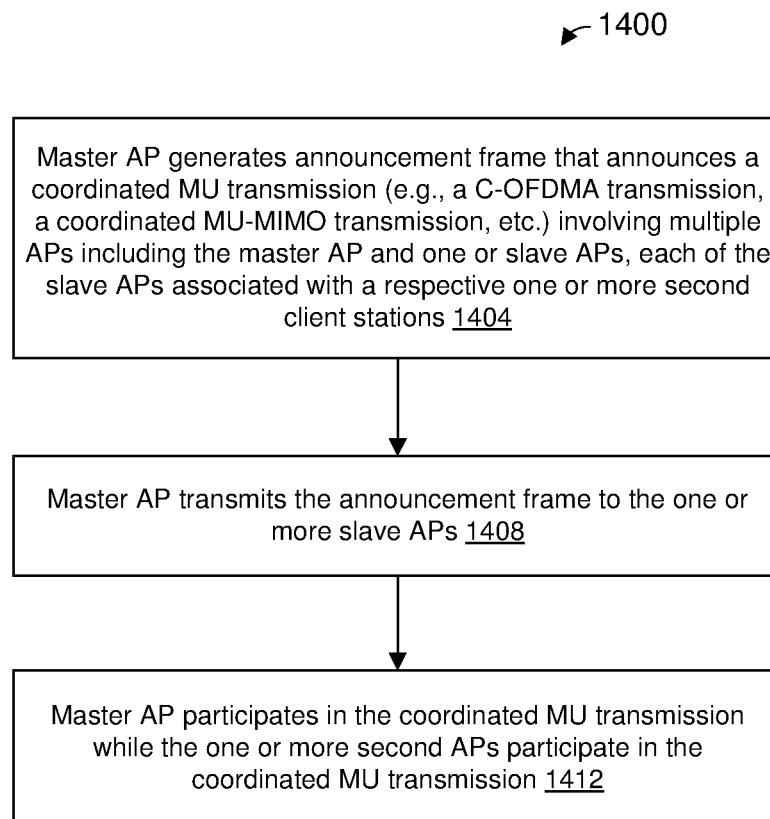 1400
Master AP generates announcement frame that announces a
coordinated MU transmission (e.g., a C-OFDMA transmission,
a coordinated MU-MIMO transmission, etc.) involving multiple
APs including the master AP and one or slave APs, each of the
slave APs associated with a respective one or more second
client stations 1404
Master AP transmits the announcement frame to the one or
more slave APs 1408
Master AP participates in the coordinated MU transmission
while the one or more second APs participate in the
coordinated MU transmission 1412